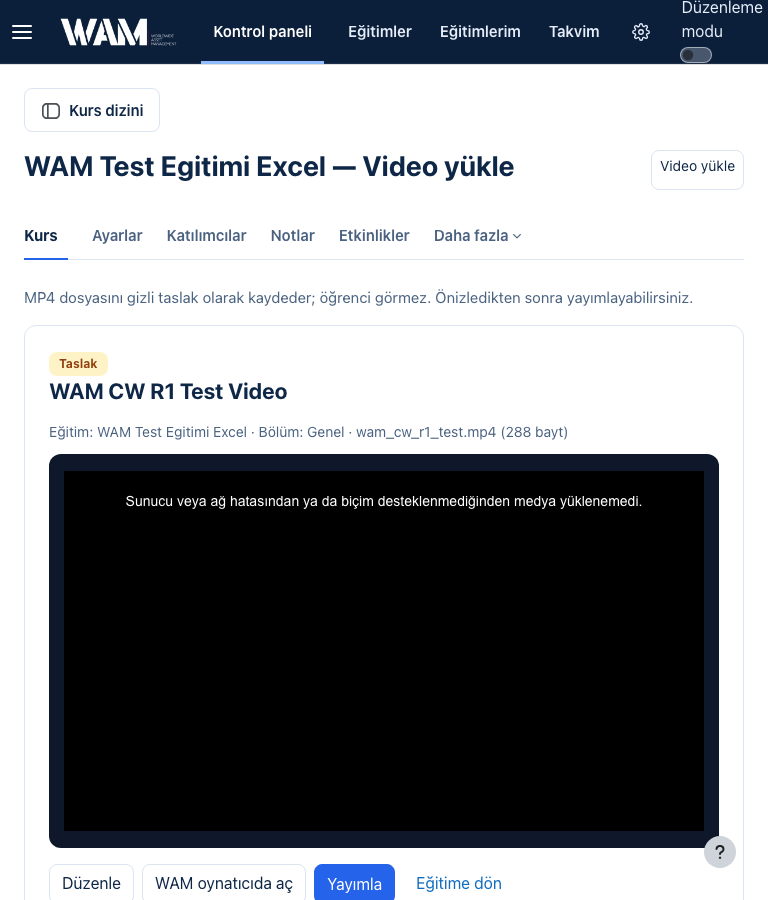 WAM
Kontrol paneli
Eğitimler
Eğitimlerim
Takvim
Düzenleme
modu
Kurs dizini
WAM Test Egitimi Excel — Video yükle
Video yükle
Kurs
Ayarlar
Katılımcılar
Notlar
Etkinlikler
Daha fazla
MP4 dosyasını gizli taslak olarak kaydeder; öğrenci görmez. Önizledikten sonra yayımlayabilirsiniz.
Taslak
WAM CW R1 Test Video
Eğitim: WAM Test Egitimi Excel · Bölüm: Genel · wam_cw_r1_test.mp4 (288 bayt)
Sunucu veya ağ hatasından ya da biçim desteklenmediğinden medya yüklenemedi.
?
Düzenle
WAM oynatıcıda aç
Yayımla
Eğitime dön